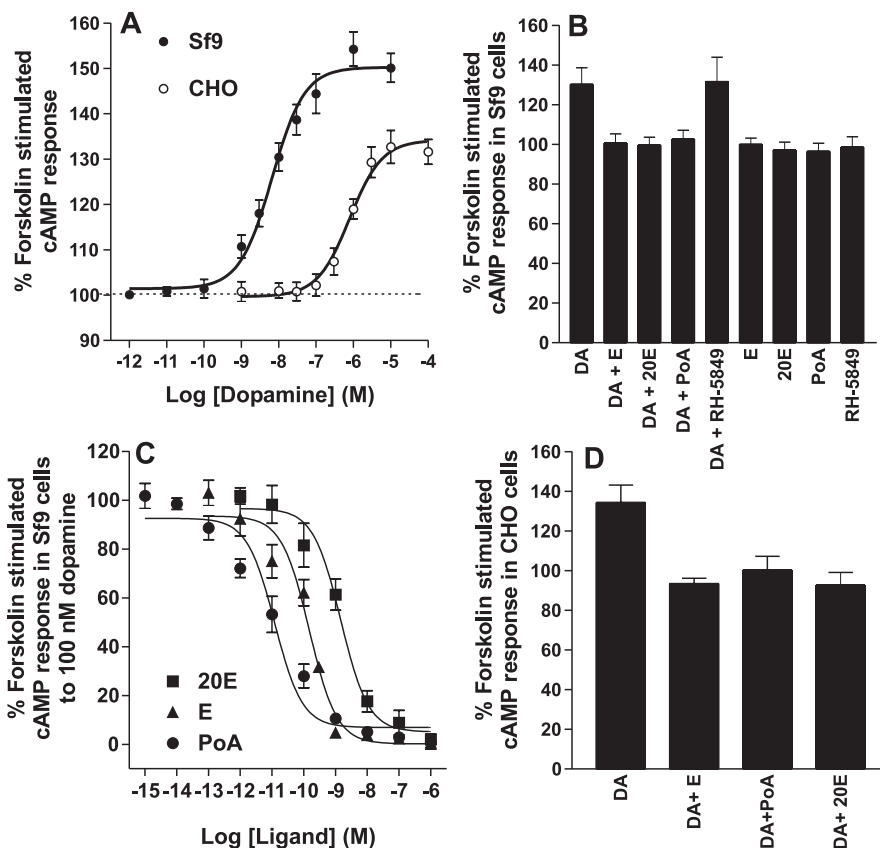 A
Sf9
CHO
% Forskolin stimulated
cAMP response
160
150
140
130
120
110
100
90
-12 -11 -10 -9 -8 -7 -6 -5 -4
Log [Dopamine] (M)
B
% Forskolin stimulated
cAMP response in Sf9 cells
160
140
120
100
80
60
40
20
0
DA
DA + E
DA + 20E
DA + PoA
DA + RH-5849
E
20E
PoA
RH-5849
C
% Forskolin stimulated
cAMP response in Sf9 cells
to 100 nM dopamine
120
100
80
60
40
20
0
20E
E
PoA
-15 -14 -13 -12 -11 -10 -9 -8 -7 -6
Log [Ligand] (M)
D
% Forskolin stimulated
cAMP response in CHO cells
160
140
120
100
80
60
40
20
0
DA
DA+ E
DA+PoA
DA+ 20E